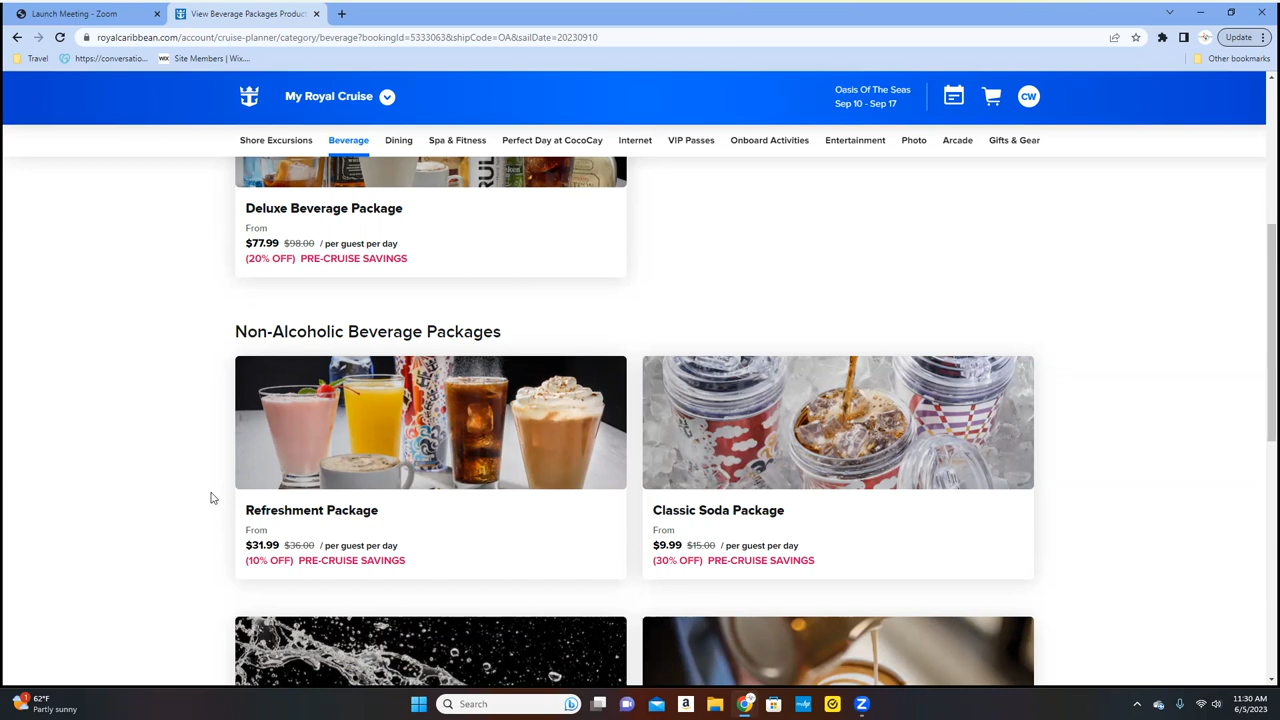 Launch Meeting - Zoom
View Beverage Packages Product
royalcaribbean.com/account/cruise-planner/category/beverage?bookingId=5333063&shipCode=OA&sailDate=20230910
Update
Travel
https://conversatio...
WIX Site Members | Wix....
Other bookmarks
My Royal Cruise
Oasis Of The Seas
Sep 10 - Sep 17
CW
Shore Excursions
Beverage
Dining
Spa & Fitness
Perfect Day at CocoCay
Internet
VIP Passes
Onboard Activities
Entertainment
Photo
Arcade
Gifts & Gear
Deluxe Beverage Package
From
$77.99 $98.00 / per guest per day
(20% OFF) PRE-CRUISE SAVINGS
Non-Alcoholic Beverage Packages
Refreshment Package
From
$31.99 $36.00 / per guest per day
(10% OFF) PRE-CRUISE SAVINGS
Classic Soda Package
From
$9.99 $15.00 / per guest per day
(30% OFF) PRE-CRUISE SAVINGS
1
62°F
Partly sunny
Search
11:30 AM
6/5/2023